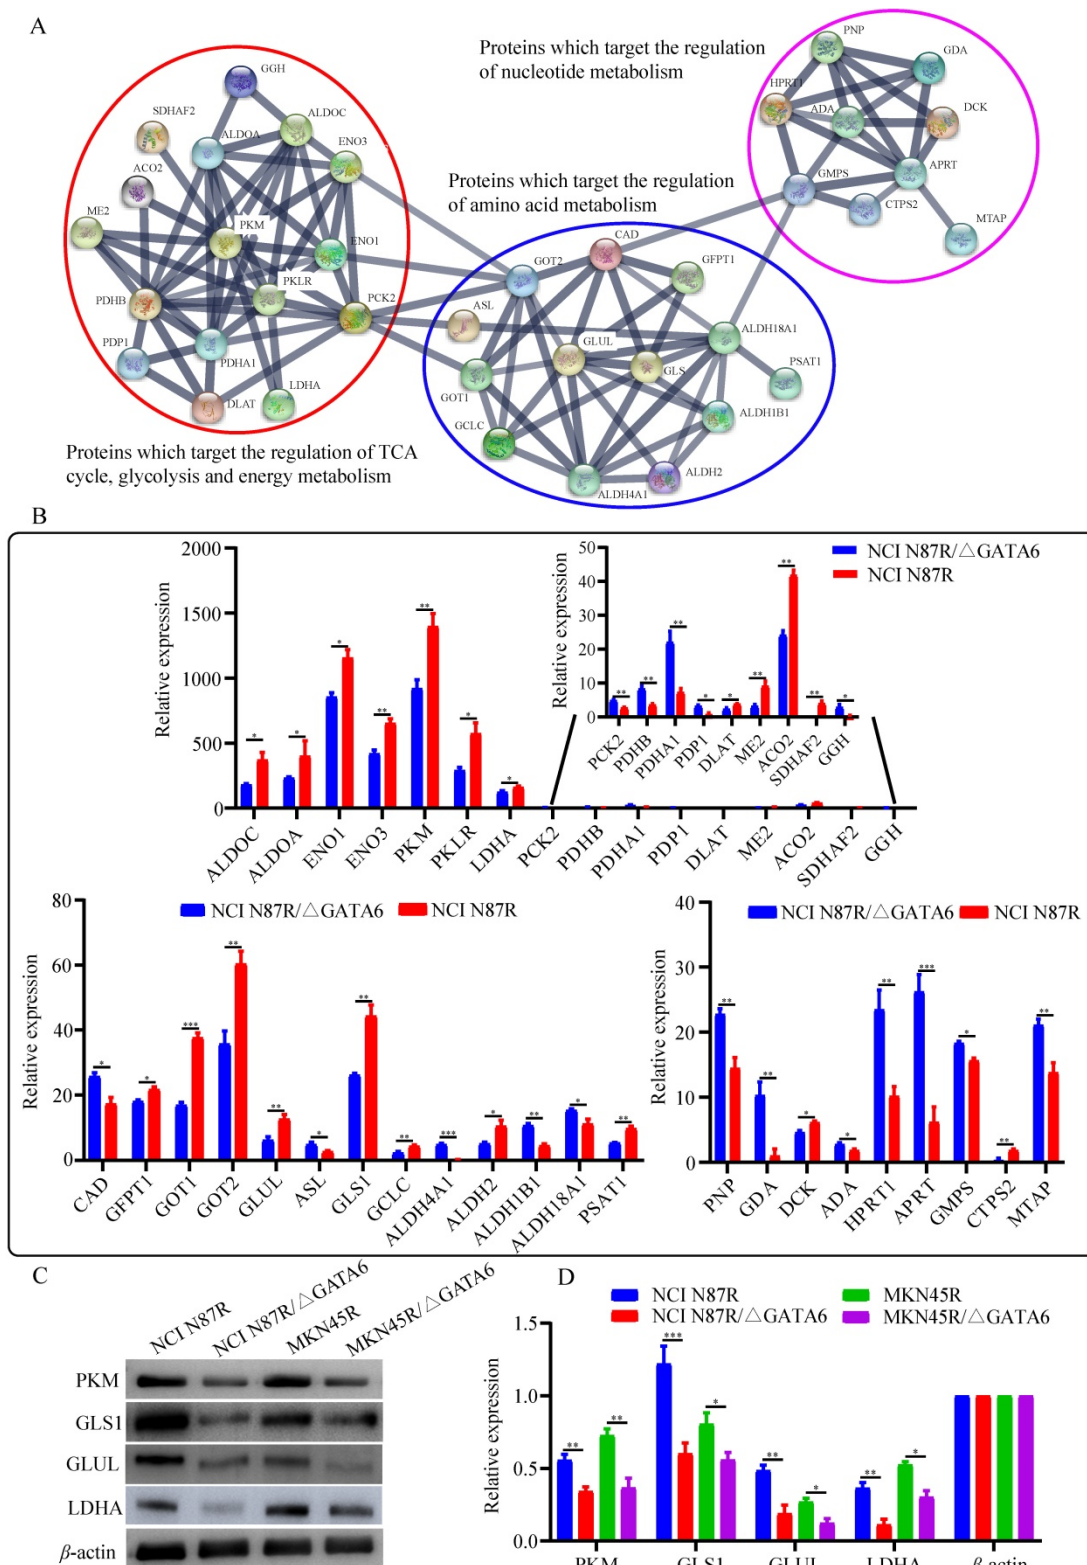 A
Proteins which target the regulation
of nucleotide metabolism
PNP
GDA
HPRT1
ADA
DCK
GMPS
APRT
CTPS2
MTAP
GGH
SDHAF2
ALDOC
ALDOA
ENO3
ACO2
ME2
PKM
ENO1
PKLR
PDHB
PCK2
PDP1
PDHA1
LDHA
DLAT
Proteins which target the regulation
of amino acid metabolism
CAD
GOT2
GFPT1
ASL
ALDH18A1
GLUL
GLS
PSAT1
GOT1
ALDH1B1
GCLC
ALDH2
ALDH4A1
Proteins which target the regulation of TCA
cycle, glycolysis and energy metabolism
B
Relative expression
2000
1500
1000
500
0
ALDOC
ALDOA
ENO1
ENO3
PKM
PKLR
LDHA
PCK2
PDHB
PDHA1
PDP1
DLAT
ME2
ACO2
SDHAF2
GGH
* * * ** ** * *
Relative expression
50
40
30
20
10
0
PCK2
PDHB
PDHA1
PDP1
DLAT
ME2
ACO2
SDHAF2
GGH
** ** ** * * ** ** ** *
NCI N87R/△GATA6
NCI N87R
Relative expression
80
60
40
20
0
NCI N87R/△GATA6 NCI N87R
* * *** ** ** * ** ** *** * ** * **
CAD
GFPT1
GOT1
GOT2
GLUL
ASL
GLS1
GCLC
ALDH4A1
ALDH2
ALDH1B1
ALDH18A1
PSAT1
Relative expression
40
30
20
10
0
NCI N87R/△GATA6 NCI N87R
** ** * * ** *** * ** **
PNP
GDA
DCK
ADA
HPRT1
APRT
GMPS
CTPS2
MTAP
C
NCI N87R
NCI N87R/△GATA6
MKN45R
MKN45R/△GATA6
PKM
GLS1
GLUL
LDHA
β-actin
D
NCI N87R
NCI N87R/△GATA6
MKN45R
MKN45R/△GATA6
Relative expression
1.5
1.0
0.5
0.0
** ** *** * ** * ** *
PKM GLS1 GLUL LDHA β-actin